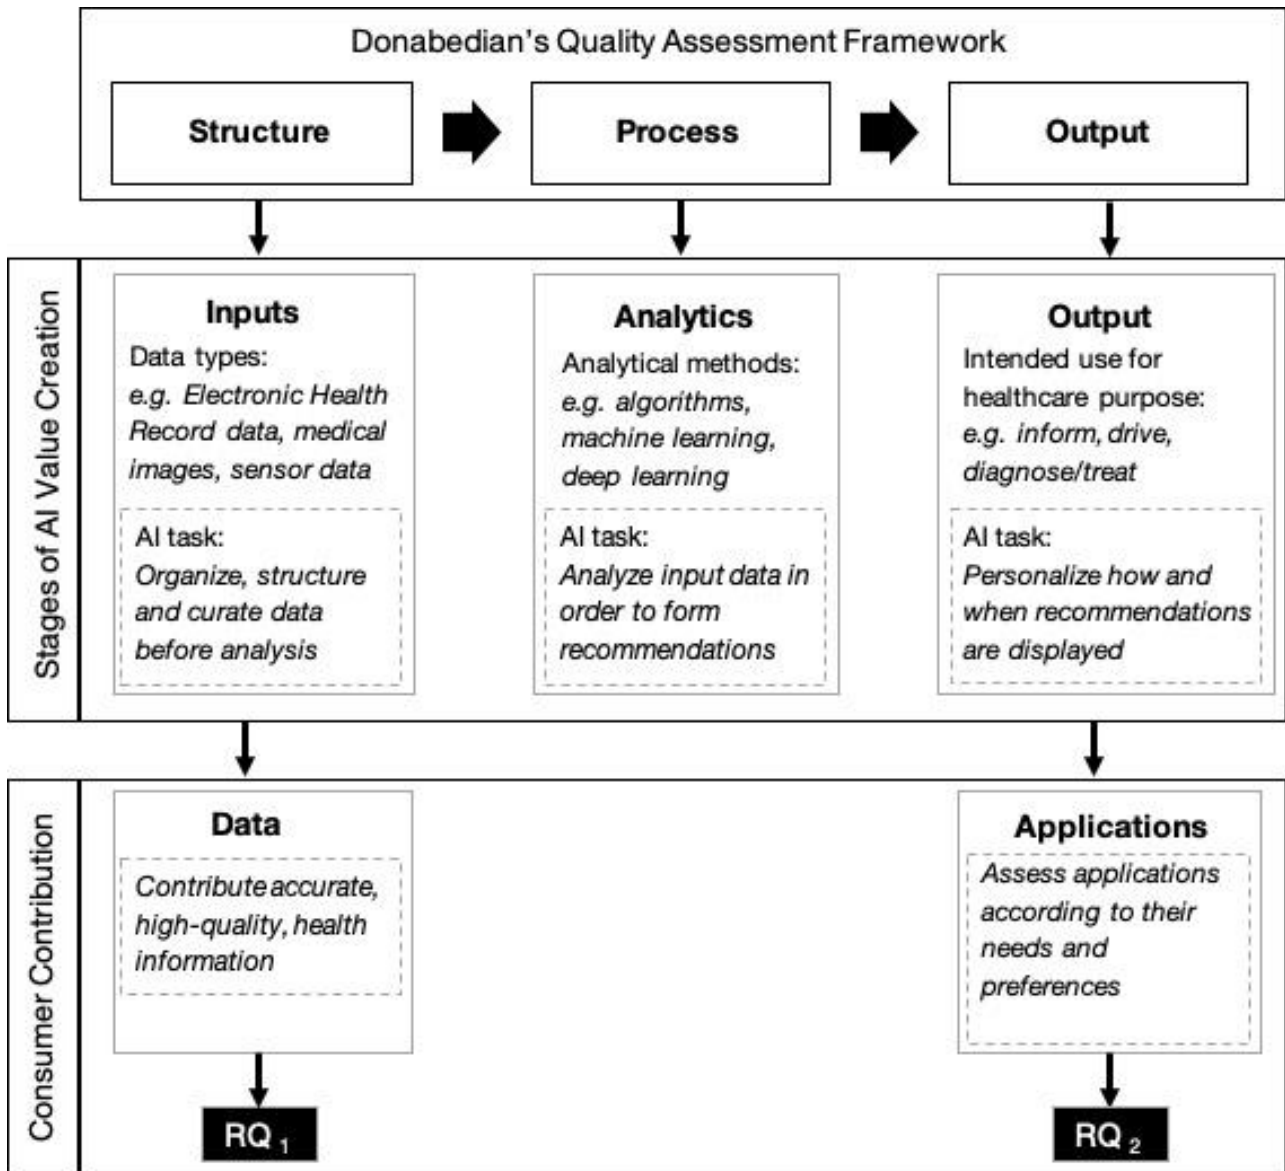 Donabedian's Quality Assessment Framework
Structure
Process
Output
Stages of AI Value Creation
Inputs
Data types:
e.g. Electronic Health
Record data, medical
images, sensor data
AI task:
Organize, structure
and curate data
before analysis
Analytics
Analytical methods:
e.g. algorithms,
machine learning,
deep learning
AI task:
Analyze input data in
order to form
recommendations
Output
Intended use for
healthcare purpose:
e.g. inform, drive,
diagnose/treat
AI task:
Personalize how and
when recommendations
are displayed
Consumer Contribution
Data
Contribute accurate,
high-quality, health
information
RQ 1
Applications
Assess applications
according to their
needs and
preferences
RQ 2